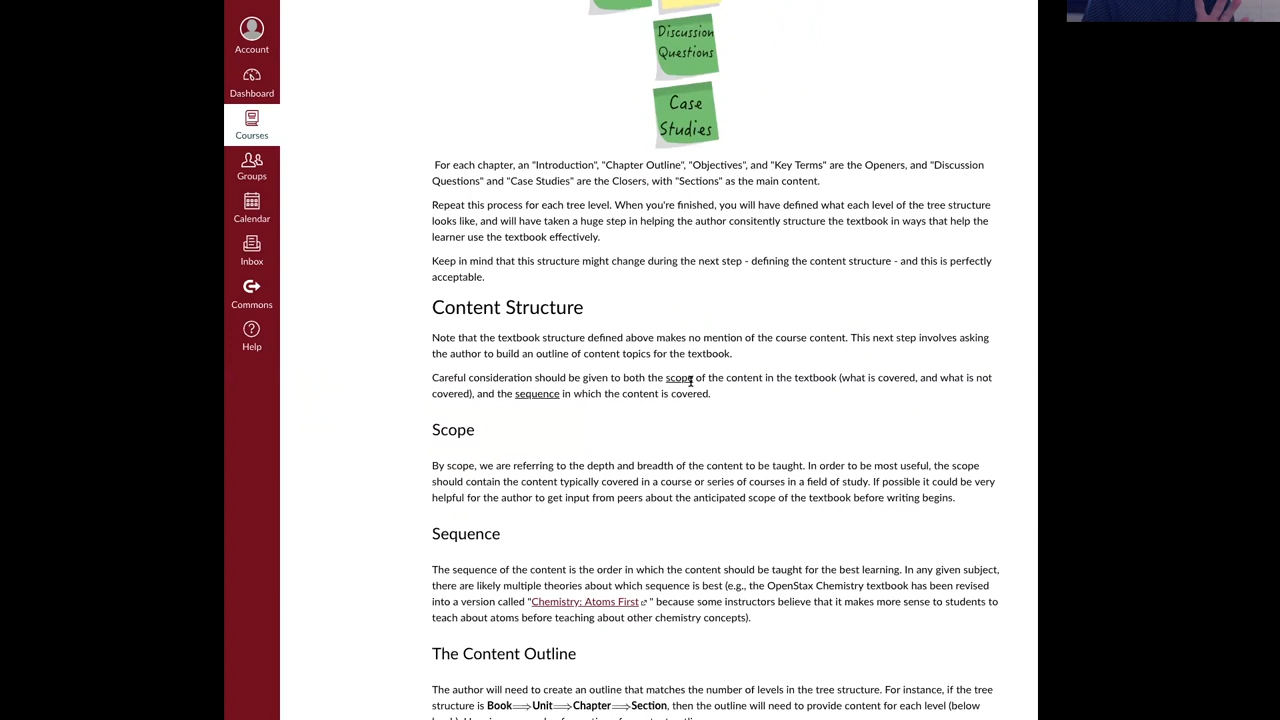 Account
Dashboard
Courses
Groups
Calendar
Inbox
Commons
Help
Discussion
Questions
Case
Studies
For each chapter, an "Introduction", "Chapter Outline", "Objectives", and "Key Terms" are the Openers, and "Discussion
Questions" and "Case Studies" are the Closers, with "Sections" as the main content.
Repeat this process for each tree level. When you're finished, you will have defined what each level of the tree structure
looks like, and will have taken a huge step in helping the author consitently structure the textbook in ways that help the
learner use the textbook effectively.
Keep in mind that this structure might change during the next step - defining the content structure - and this is perfectly
acceptable.
Content Structure
Note that the textbook structure defined above makes no mention of the course content. This next step involves asking
the author to build an outline of content topics for the textbook.
Careful consideration should be given to both the scope of the content in the textbook (what is covered, and what is not
covered), and the sequence in which the content is covered.
Scope
By scope, we are referring to the depth and breadth of the content to be taught. In order to be most useful, the scope
should contain the content typically covered in a course or series of courses in a field of study. If possible it could be very
helpful for the author to get input from peers about the anticipated scope of the textbook before writing begins.
Sequence
The sequence of the content is the order in which the content should be taught for the best learning. In any given subject,
there are likely multiple theories about which sequence is best (e.g., the OpenStax Chemistry textbook has been revised
into a version called "Chemistry: Atoms First " because some instructors believe that it makes more sense to students to
teach about atoms before teaching about other chemistry concepts).
The Content Outline
The author will need to create an outline that matches the number of levels in the tree structure. For instance, if the tree
structure is Book⟹Unit⟹Chapter⟹Section, then the outline will need to provide content for each level (below